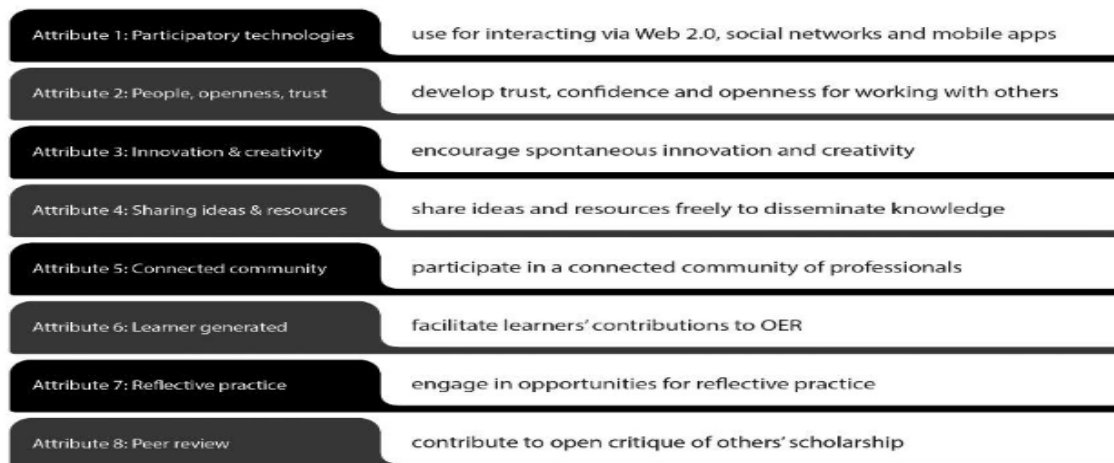 Attribute 1: Participatory technologies use for interacting via Web 2.0, social networks and mobile apps
Attribute 2: People, openness, trust develop trust, confidence and openness for working with others
Attribute 3: Innovation & creativity encourage spontaneous innovation and creativity
Attribute 4: Sharing ideas & resources share ideas and resources freely to disseminate knowledge
Attribute 5: Connected community participate in a connected community of professionals
Attribute 6: Learner generated facilitate learners' contributions to OER
Attribute 7: Reflective practice engage in opportunities for reflective practice
Attribute 8: Peer review contribute to open critique of others' scholarship